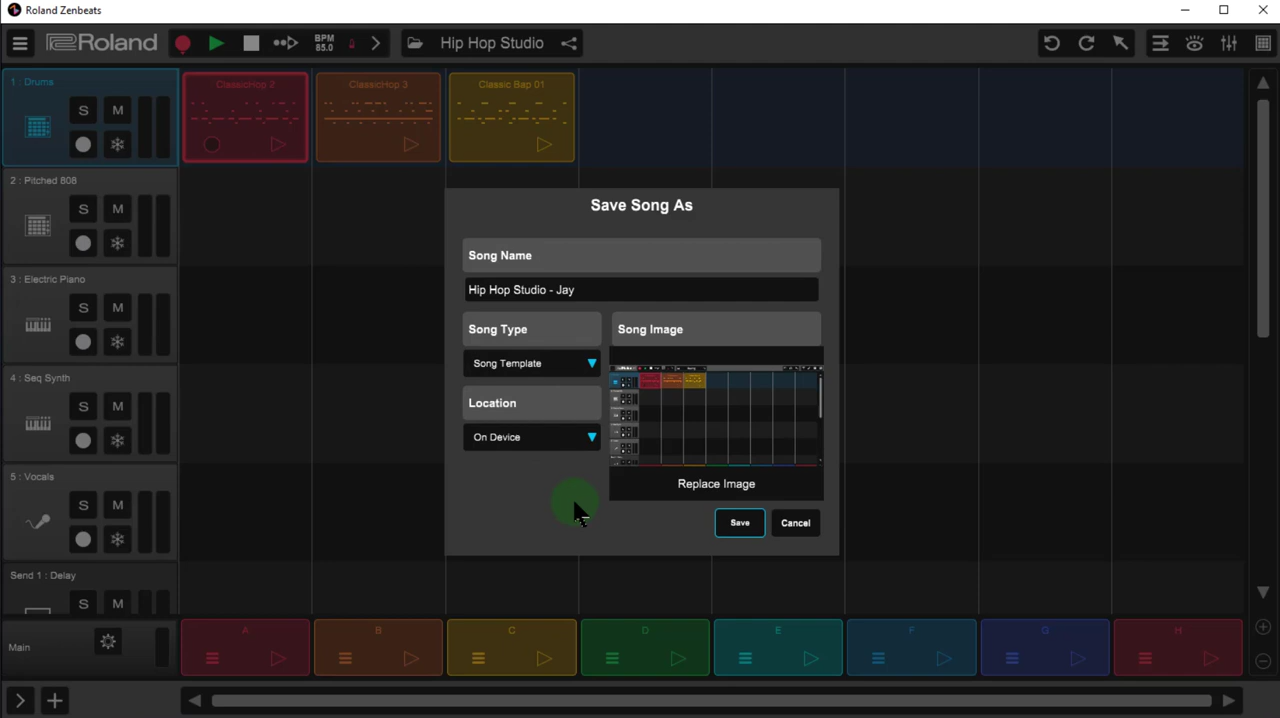 Roland Zenbeats
Roland
BPM
85.0
Hip Hop Studio
1 : Drums
S M
ClassicHop 2
ClassicHop 3
Classic Bap 01
2 : Pitched 808
S M
3 : Electric Piano
S M
4 : Seq Synth
S M
5 : Vocals
S M
Send 1 : Delay
S M
Save Song As
Song Name
Hip Hop Studio - Jay
Song Type
Song Template
Location
On Device
Song Image
Replace Image
Save
Cancel
Main
A B C D E F G H